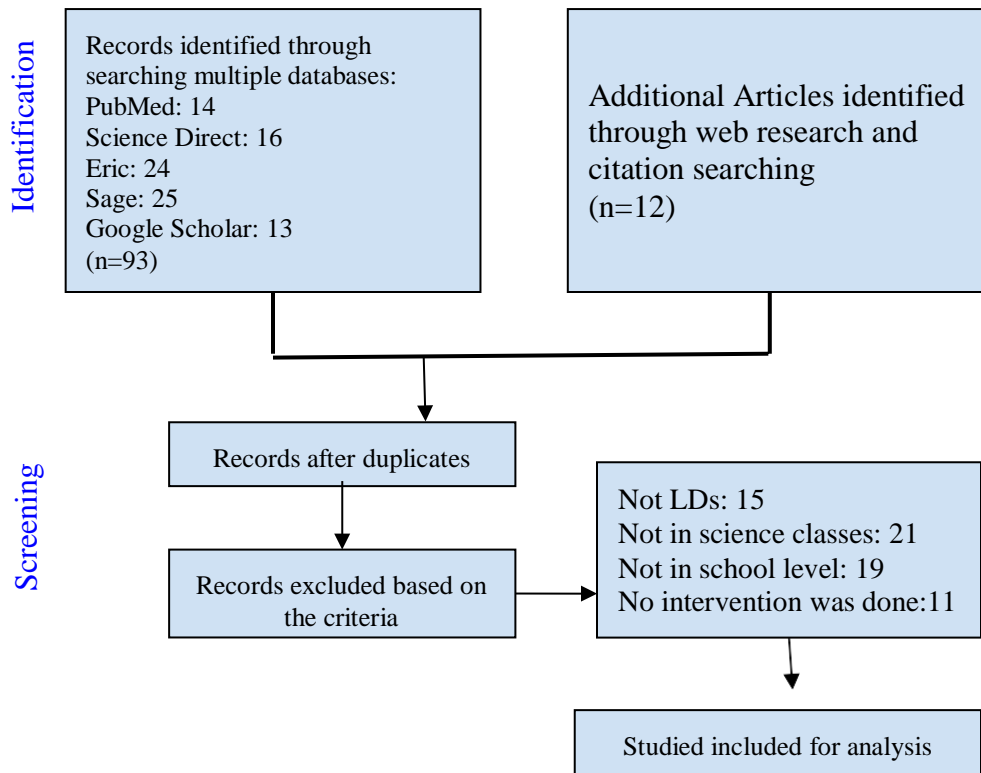 Identification
Records identified through
searching multiple databases:
PubMed: 14
Science Direct: 16
Eric: 24
Sage: 25
Google Scholar: 13
(n=93)
Additional Articles identified
through web research and
citation searching
(n=12)
Screening
Records after duplicates
Records excluded based on
the criteria
Not LDs: 15
Not in science classes: 21
Not in school level: 19
No intervention was done:11
Studied included for analysis